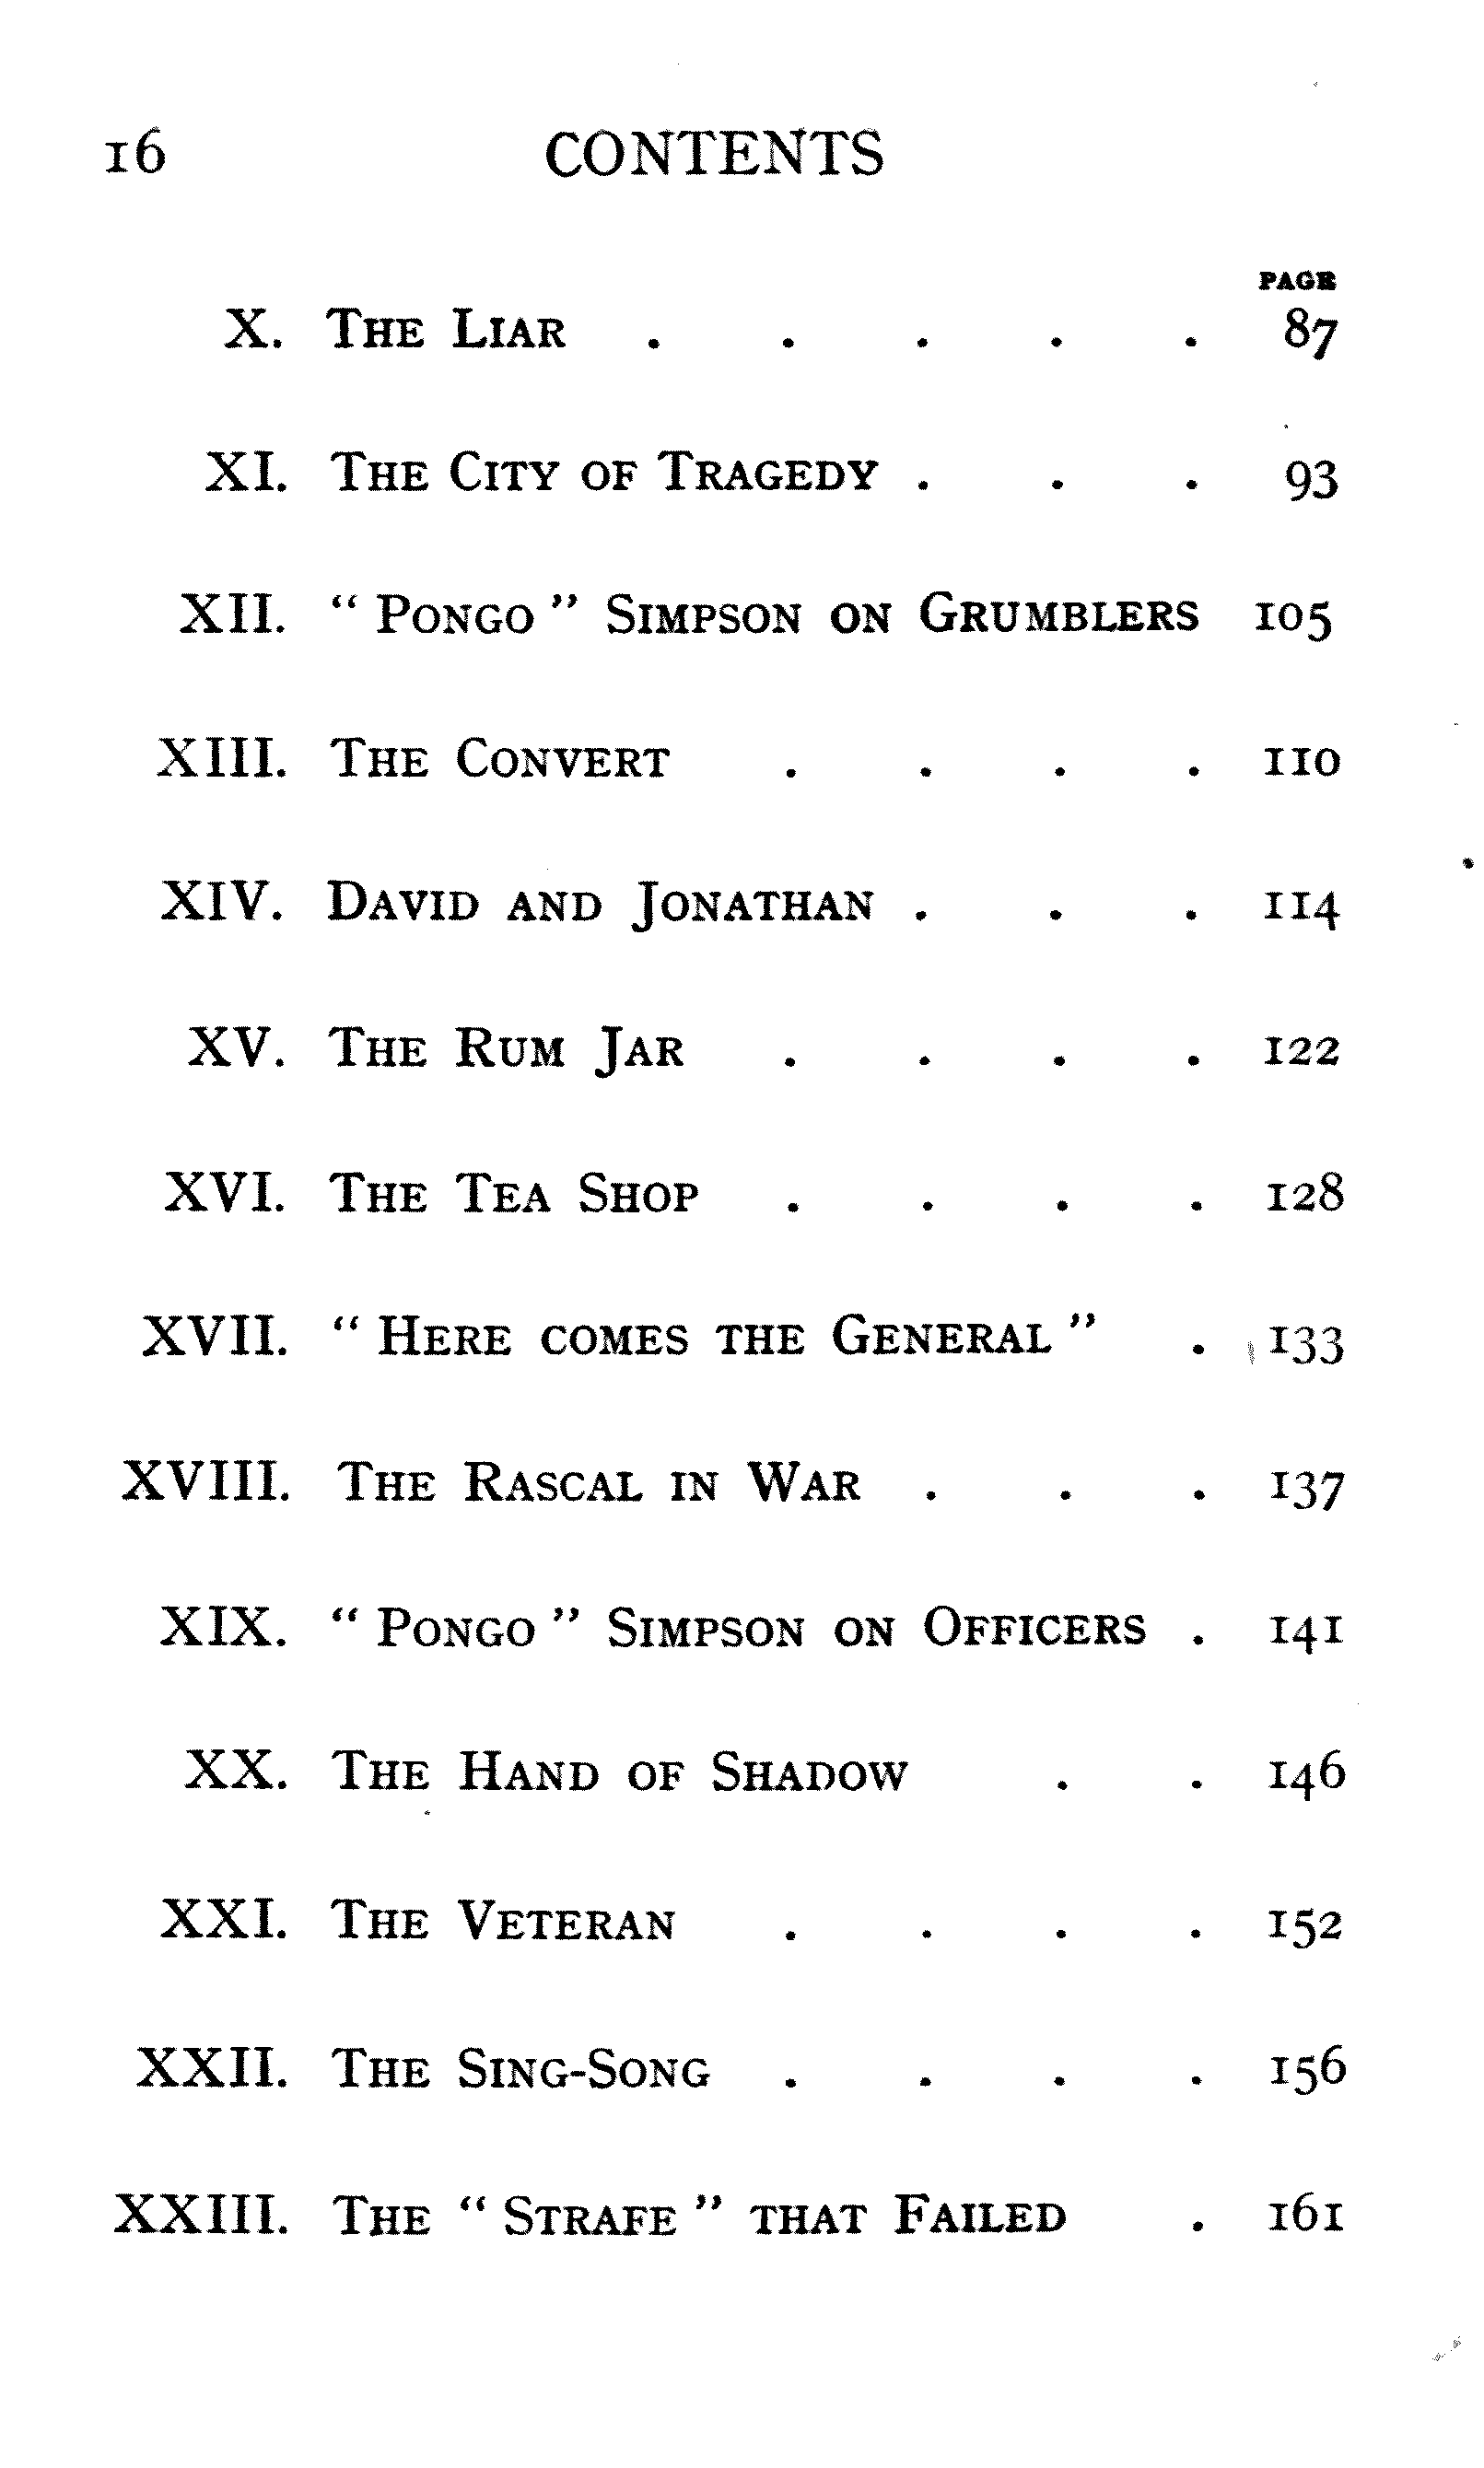 16 CONTENTS
PAGE
X. THE LIAR . . . . . 87
XI. THE CITY OF TRAGEDY . . . 93
XII. “ PONGO ” SIMPSON ON GRUMBLERS 105
XIII. THE CONVERT . . . . 110
XIV. DAVID AND JONATHAN . . . 114
XV. THE RUM JAR . . . . 122
XVI. THE TEA SHOP . . . . 128
XVII. “ HERE COMES THE GENERAL ” . 133
XVIII. THE RASCAL IN WAR . . . 137
XIX. “ PONGO ” SIMPSON ON OFFICERS . 141
XX. THE HAND OF SHADOW . . 146
XXI. THE VETERAN . . . . 152
XXII. THE SING-SONG . . . . 156
XXIII. THE “ STRAFE ” THAT FAILED . 161